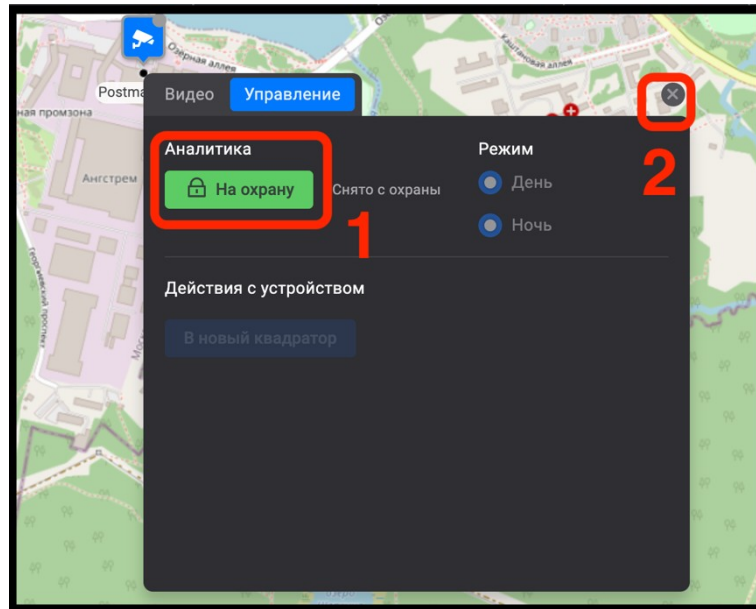 Озёрная аллея
Каштановая аллея
Postma
Видео
Управление
ная промзона
2
Аналитика
Режим
Ангстрем
На охрану
Снято с охраны
День
1
Ночь
Георгиевский проспект
Действия с устройством
В новый квадратор